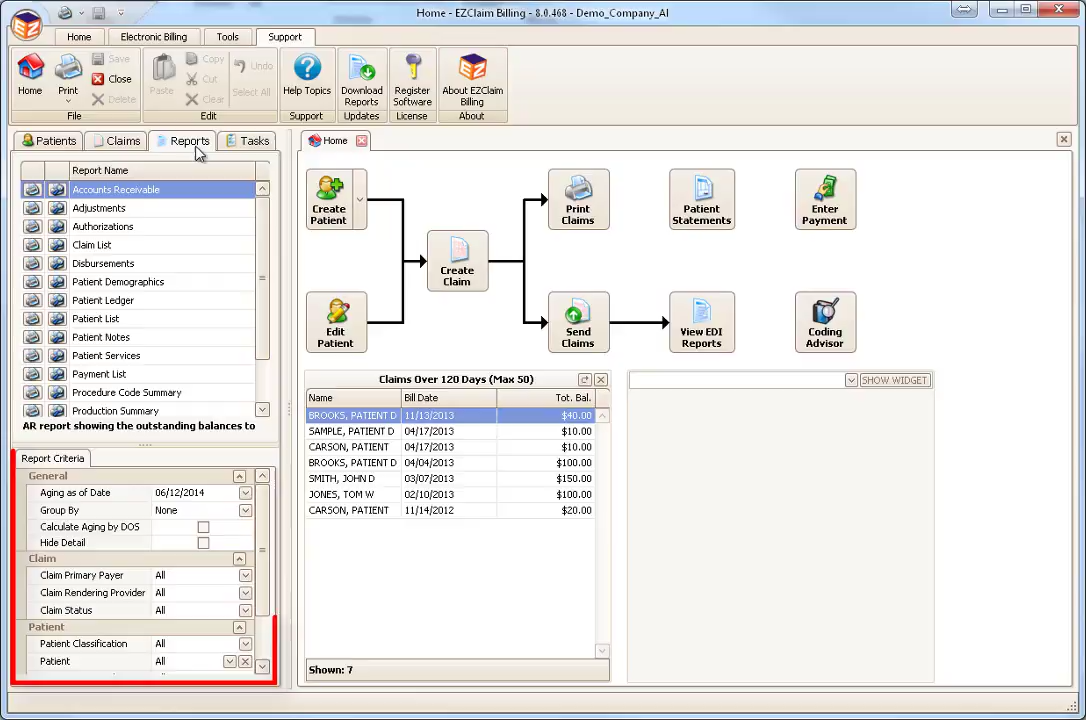 Home - EZClaim Billing - 8.0.468 - Demo_Company_AI
Home
Electronic Billing
Tools
Support
Home
Print
Save
Close
Delete
File
Paste
Copy
Cut
Clear
Undo
Select All
Edit
Help Topics
Support
Download Reports
Updates
Register Software
License
About EZClaim Billing
About
Patients
Claims
Reports
Tasks
Report Name
Accounts Receivable
Adjustments
Authorizations
Claim List
Disbursements
Patient Demographics
Patient Ledger
Patient List
Patient Notes
Patient Services
Payment List
Procedure Code Summary
Production Summary
AR report showing the outstanding balances to
Report Criteria
General
Aging as of Date 06/12/2014
Group By None
Calculate Aging by DOS
Hide Detail
Claim
Claim Primary Payer All
Claim Rendering Provider All
Claim Status All
Patient
Patient Classification All
Patient All
Home
Create Patient
Edit Patient
Create Claim
Print Claims
Send Claims
Patient Statements
View EDI Reports
Enter Payment
Coding Advisor
Claims Over 120 Days (Max 50)
Name Bill Date Tot. Bal.
BROOKS, PATIENT D 11/13/2013 $40.00
SAMPLE, PATIENT D 04/17/2013 $10.00
CARSON, PATIENT 04/17/2013 $10.00
BROOKS, PATIENT D 04/04/2013 $100.00
SMITH, JOHN D 03/07/2013 $150.00
JONES, TOM W 02/10/2013 $100.00
CARSON, PATIENT 11/14/2012 $20.00
Shown: 7
SHOW WIDGET